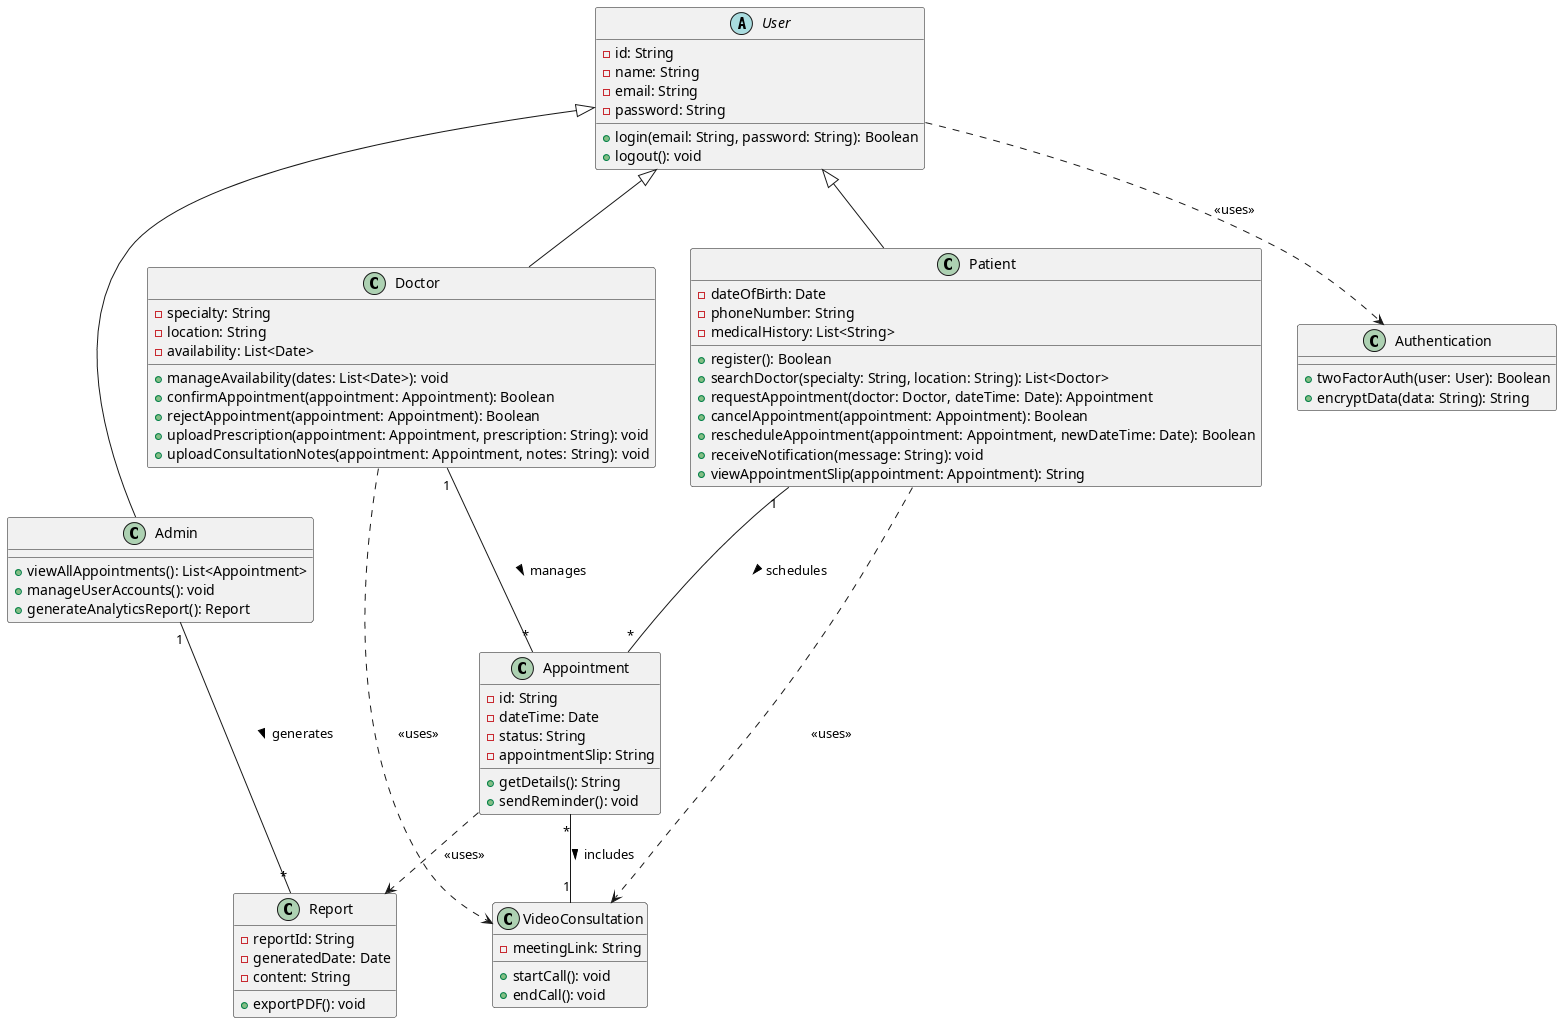 A User
id: String
name: String
email: String
password: String
login(email: String, password: String): Boolean
logout(): void
«uses»
C Doctor
specialty: String
location: String
availability: List<Date>
manageAvailability(dates: List<Date>): void
confirmAppointment(appointment: Appointment): Boolean
rejectAppointment(appointment: Appointment): Boolean
uploadPrescription(appointment: Appointment, prescription: String): void
uploadConsultationNotes(appointment: Appointment, notes: String): void
C Patient
dateOfBirth: Date
phoneNumber: String
medicalHistory: List<String>
register(): Boolean
searchDoctor(specialty: String, location: String): List<Doctor>
requestAppointment(doctor: Doctor, dateTime: Date): Appointment
cancelAppointment(appointment: Appointment): Boolean
rescheduleAppointment(appointment: Appointment, newDateTime: Date): Boolean
receiveNotification(message: String): void
viewAppointmentSlip(appointment: Appointment): String
C Authentication
twoFactorAuth(user: User): Boolean
encryptData(data: String): String
C Admin
viewAllAppointments(): List<Appointment>
manageUserAccounts(): void
generateAnalyticsReport(): Report
1
manages
*
1
schedules
*
1
generates
*
«uses»
«uses»
C Appointment
id: String
dateTime: Date
status: String
appointmentSlip: String
getDetails(): String
sendReminder(): void
«uses»
*
includes
1
C Report
reportId: String
generatedDate: Date
content: String
exportPDF(): void
C VideoConsultation
meetingLink: String
startCall(): void
endCall(): void